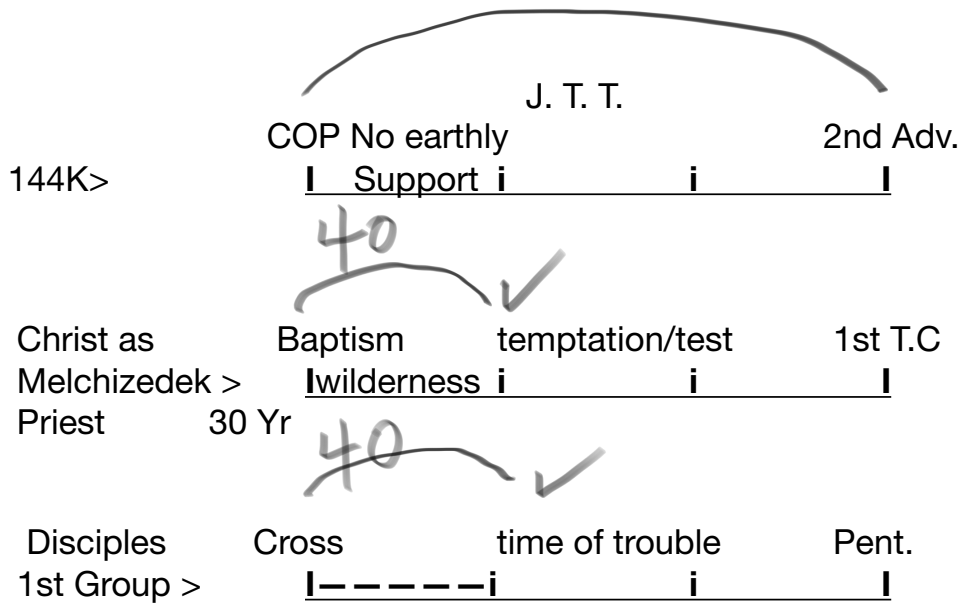 J. T. T.
COP No earthly 2nd Adv.
144K> I Support i i I
40
Christ as Baptism temptation/test 1st T.C
Melchizedek > I wilderness i i I
Priest 30 Yr
40
Disciples Cross time of trouble Pent.
1st Group > I – – – – – – i i I